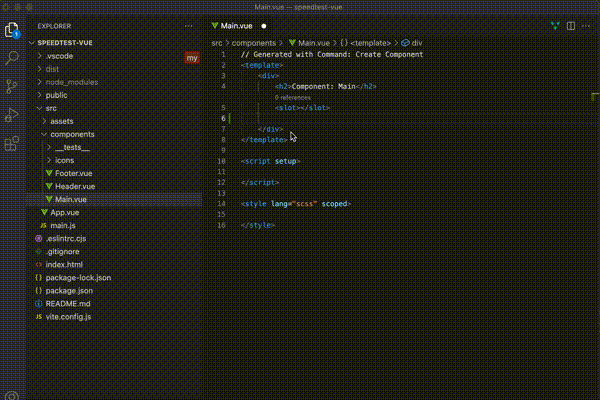 Main.vue — speedtest-vue
EXPLORER
SPEEDTEST-VUE
.vscode
my
dist
node_modules
public
src
assets
components
__tests__
icons
Footer.vue
Header.vue
Main.vue
App.vue
main.js
.eslintrc.cjs
.gitignore
index.html
package-lock.json
package.json
README.md
vite.config.js
1
Main.vue
src > components > Main.vue > {} <template> > div
1 // Generated with Command: Create Component
2 <template>
3 <div>
4 <h2>Component: Main</h2>
0 references
5 <slot></slot>
6
7 </div>
8 </template>
9
10 <script setup>
11
12 </script>
13
14 <style lang="scss" scoped>
15
16 </style>